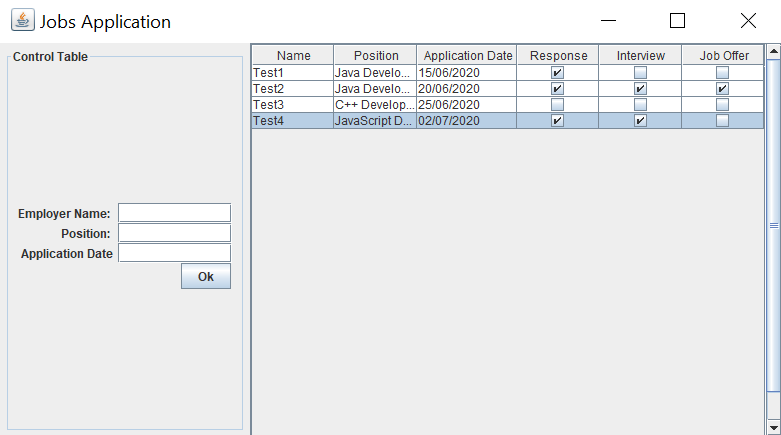 Jobs Application
Control Table
Employer Name:
Position:
Application Date
Ok
Name Position Application Date Response Interview Job Offer
Test1 Java Develo... 15/06/2020
Test2 Java Develo... 20/06/2020
Test3 C++ Develop... 25/06/2020
Test4 JavaScript D... 02/07/2020